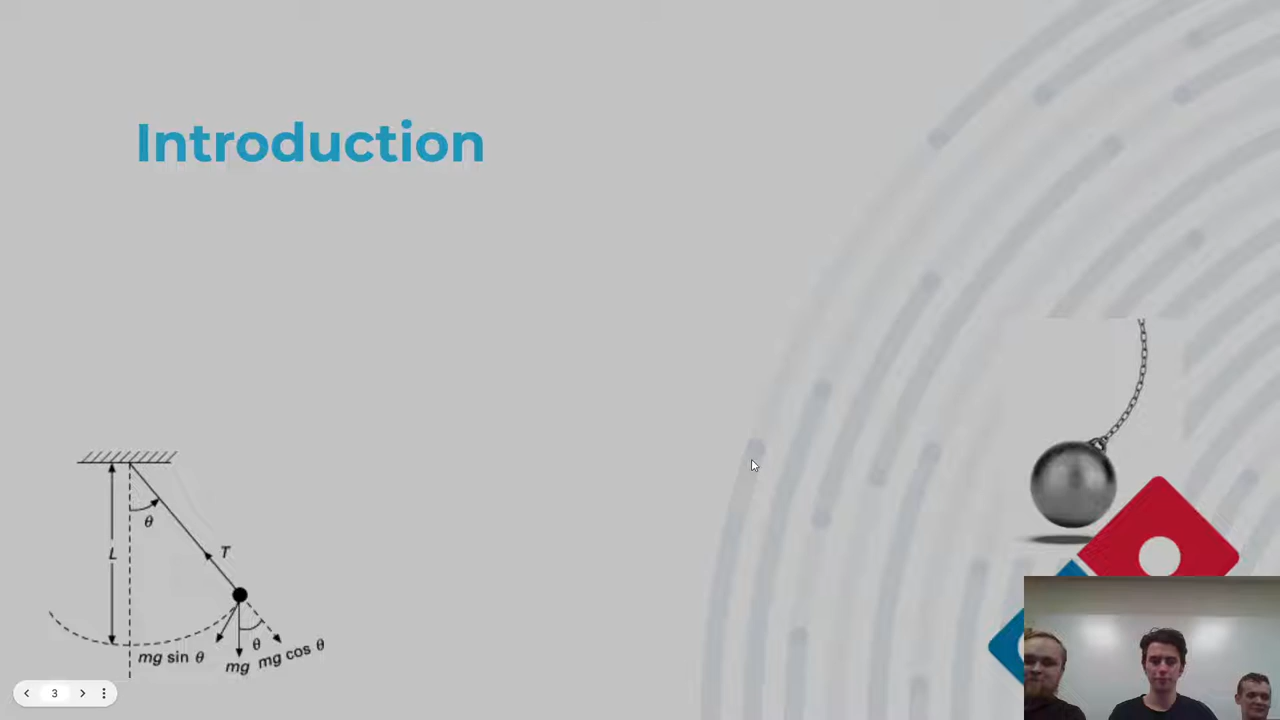 Introduction
θ
L
T
θ
mg sin θ
mg
mg cos θ
3